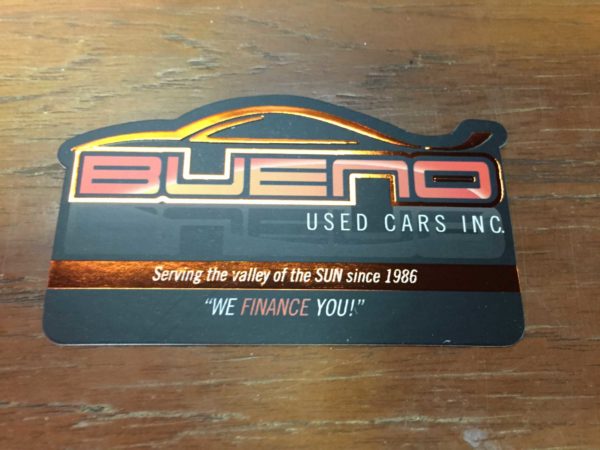 BUENO
USED CARS INC.
Serving the valley of the SUN since 1986
"WE FINANCE YOU!"